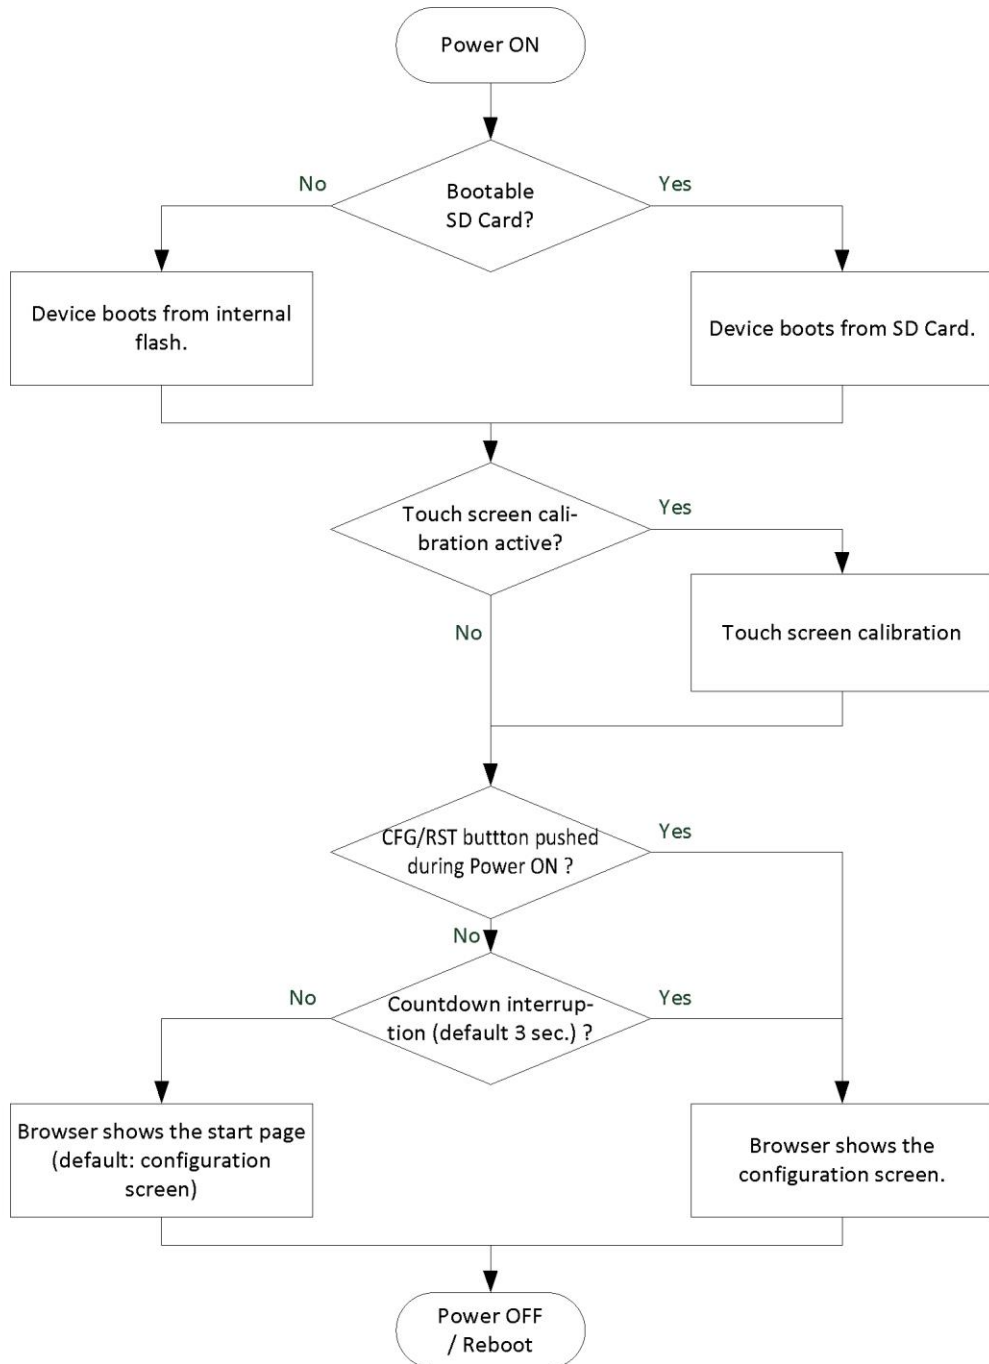 Power ON
No
Yes
Bootable
SD Card?
Device boots from internal
flash.
Device boots from SD Card.
Yes
Touch screen cali-
bration active?
No
Touch screen calibration
CFG/RST buttton pushed
during Power ON ?
Yes
No
No
Yes
Countdown interrup-
tion (default 3 sec.) ?
Browser shows the start page
(default: configuration
screen)
Browser shows the
configuration screen.
Power OFF
/ Reboot